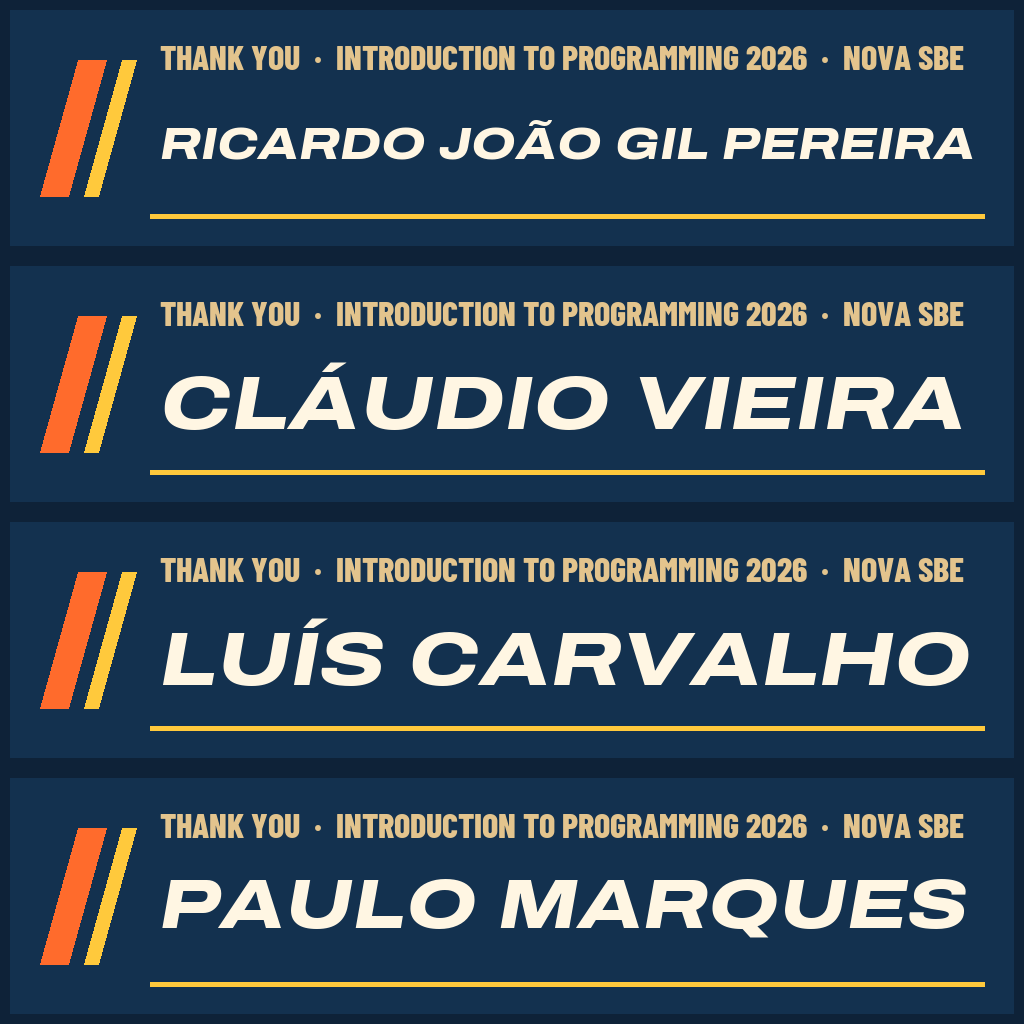 THANK YOU · INTRODUCTION TO PROGRAMMING 2026 · NOVA SBE
RICARDO JOÃO GIL PEREIRA
THANK YOU · INTRODUCTION TO PROGRAMMING 2026 · NOVA SBE
CLÁUDIO VIEIRA
THANK YOU · INTRODUCTION TO PROGRAMMING 2026 · NOVA SBE
LUÍS CARVALHO
THANK YOU · INTRODUCTION TO PROGRAMMING 2026 · NOVA SBE
PAULO MARQUES